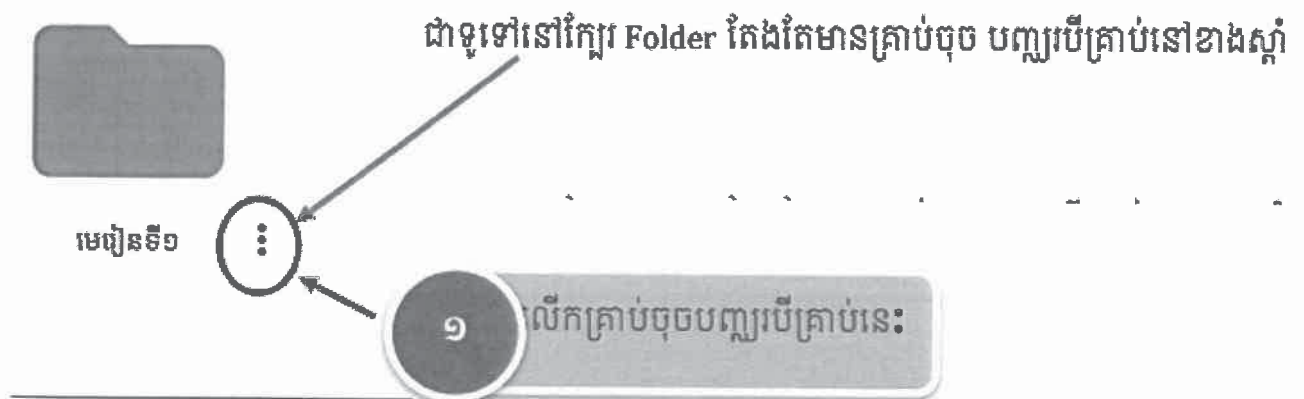 ជាទូទៅនៅក្បែរ Folder តែងតែមានគ្រាប់ចុច បញ្ឈរបីគ្រាប់នៅខាងស្តាំ
មេរៀនទី១
១
លើកគ្រាប់ចុចបញ្ឈរបីគ្រាប់នេះ